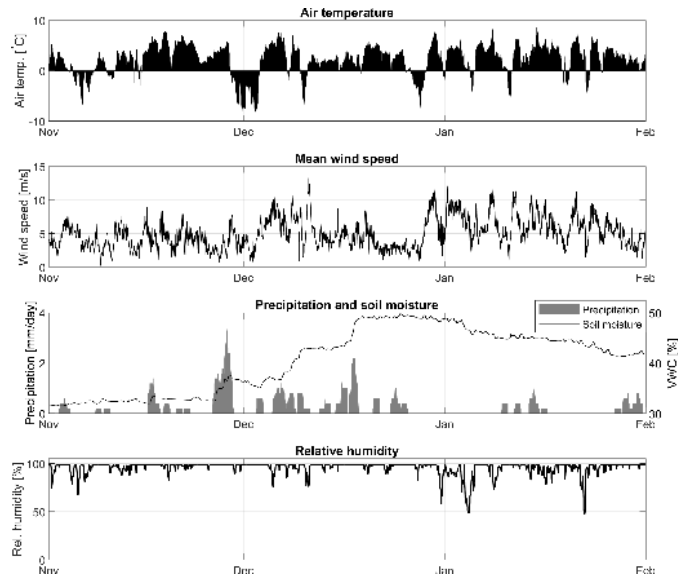 Air temperature
Air temp. [°C]
10
0
-10
Nov Dec Jan Feb
Mean wind speed
Wind speed [m/s]
15
10
5
0
Nov Dec Jan Feb
Precipitation and soil moisture
Precipitation [mm/day]
4
2
0
Precipitation
Soil moisture
50
40
30
VWC [%]
Nov Dec Jan Feb
Relative humidity
Rel. humidity [%]
100
50
0
Nov Dec Jan Feb